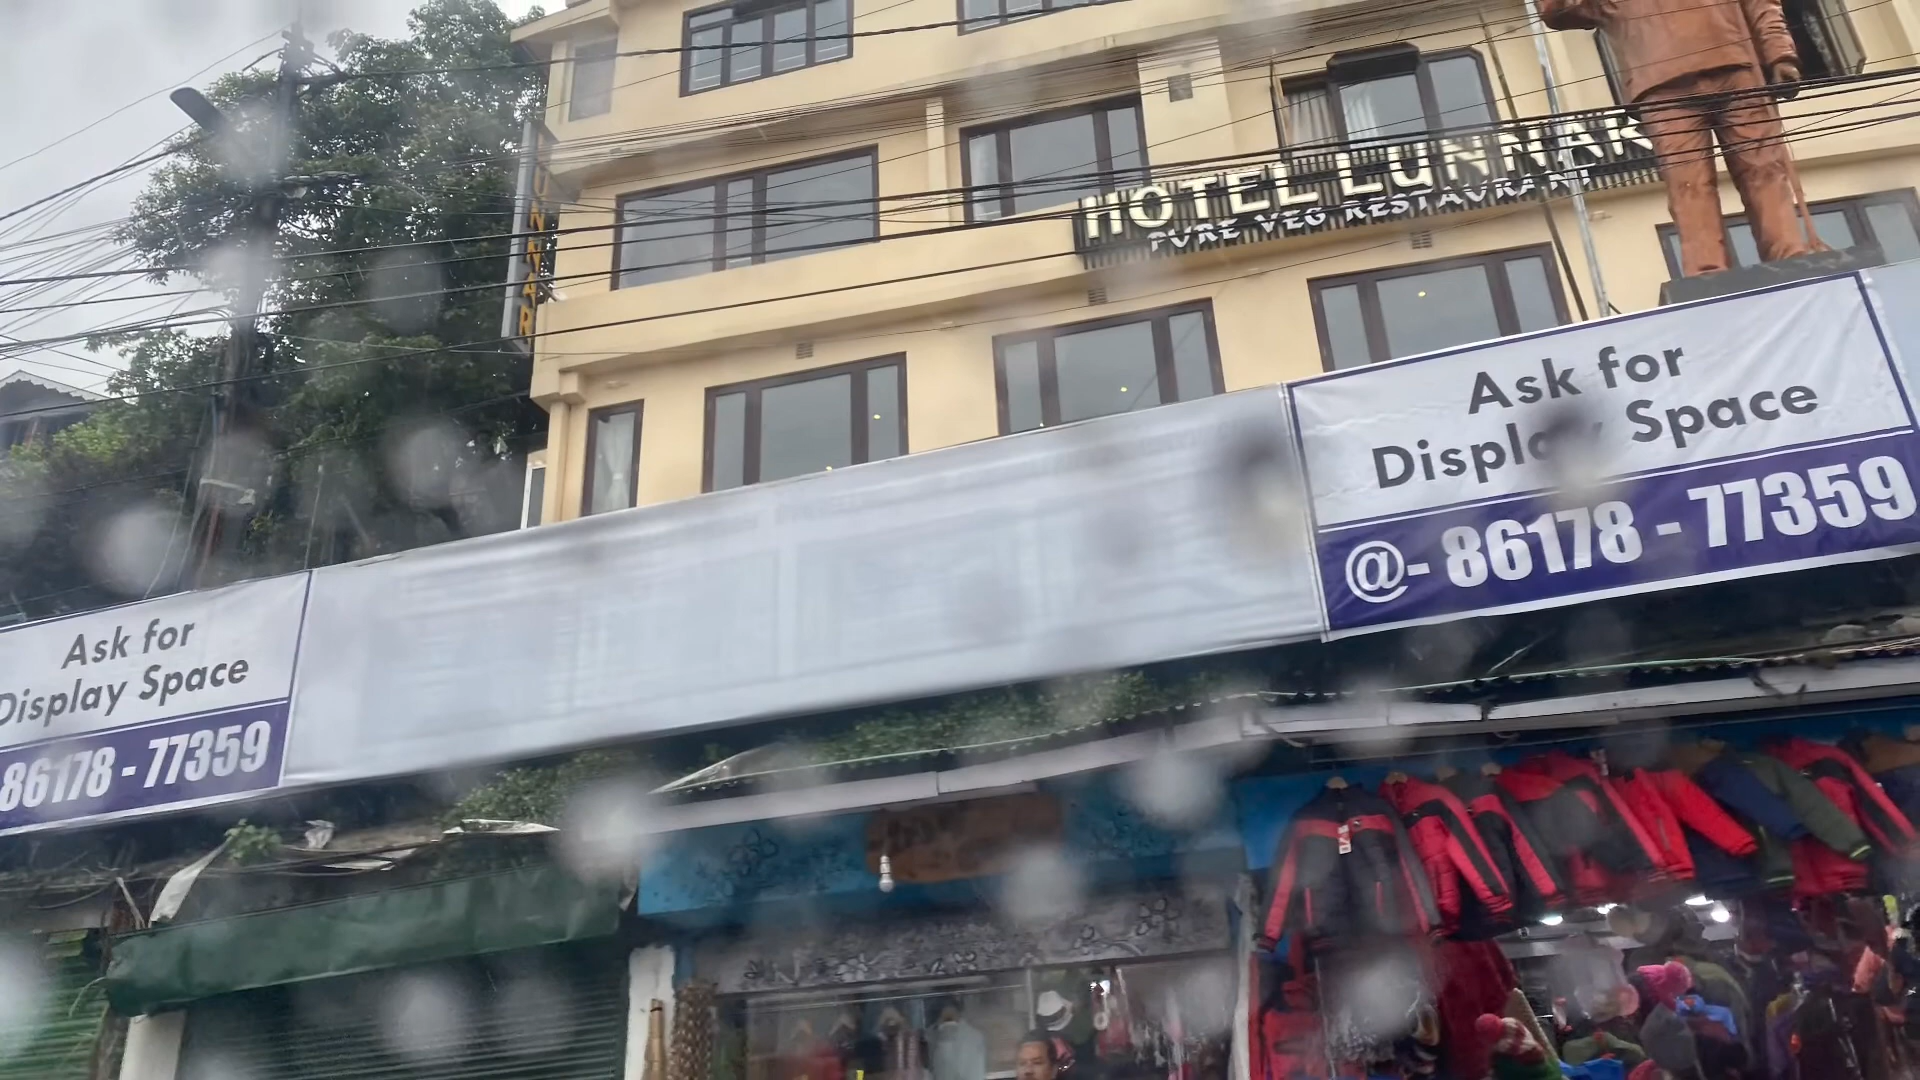 LUNNAR
HOTEL LUNNAR
PURE VEG RESTAURANT
Ask for
Display Space
@- 86178 - 77359
Ask for
Display Space
86178 - 77359